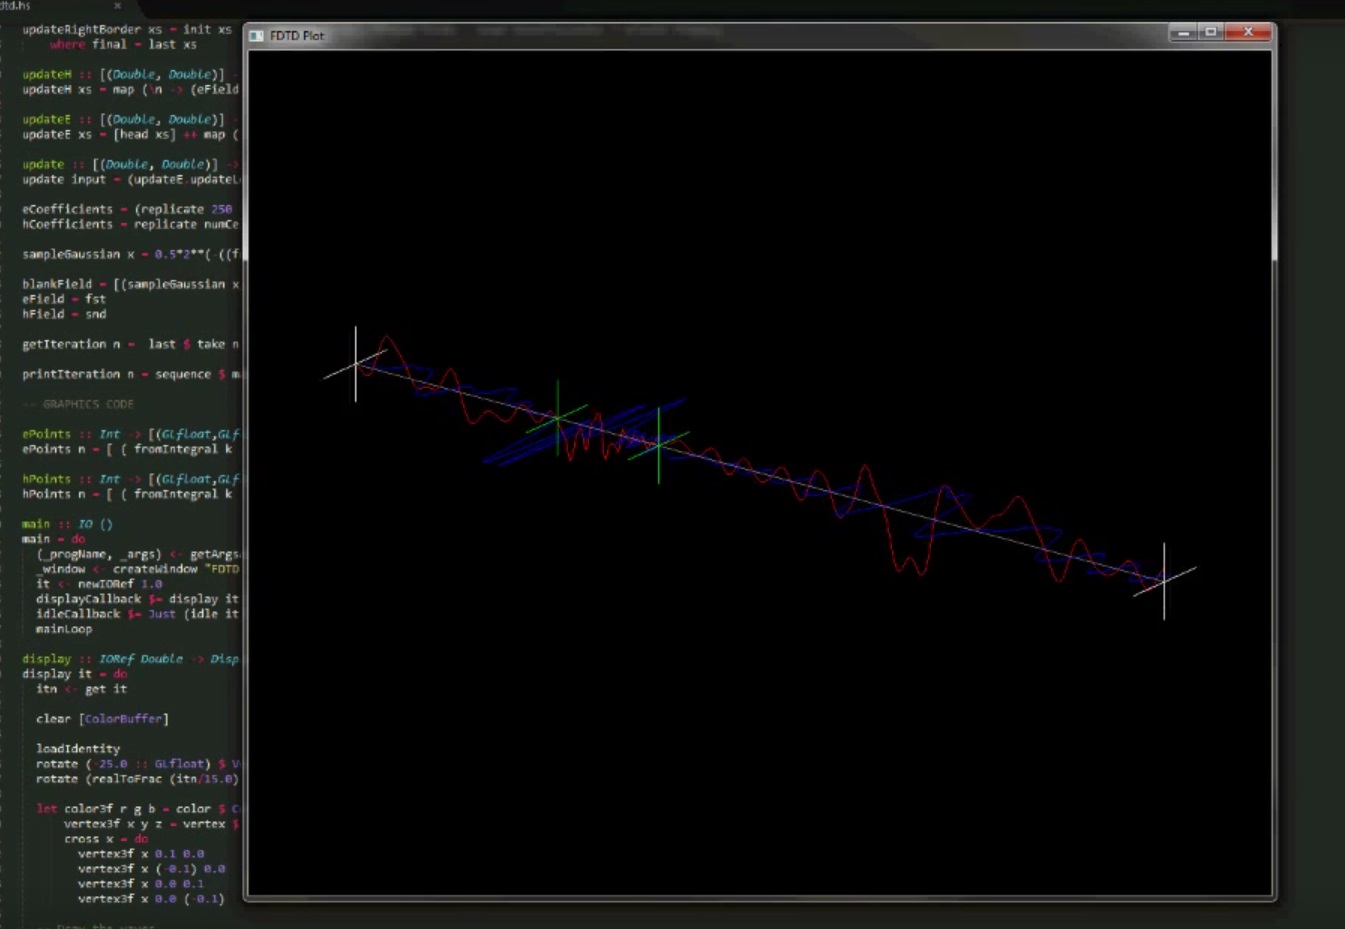 dtd.hs
FDTD Plot
updateRightBorder xs = init xs
where final = last xs
updateH :: [(Double, Double)] -
updateH xs = map (\n -> (eField
updateE :: [(Double, Double)] -
updateE xs = [head xs] ++ map (
update :: [(Double, Double)] ->
update input = (updateE.updateL
eCoefficients = (replicate 250
hCoefficients = replicate numCe
sampleGaussian x = 0.5*2**(-((f
blankField = [(sampleGaussian x
eField = fst
hField = snd
getIteration n = last $ take n
printIteration n = sequence $ m
-- GRAPHICS CODE
ePoints :: Int -> [(GLfloat,GLf
ePoints n = [ ( fromIntegral k
hPoints :: Int -> [(GLfloat,GLf
hPoints n = [ ( fromIntegral k
main :: IO ()
main = do
(_progName, _args) <- getArgs
_window <- createWindow "FDTD
it <- newIORef 1.0
displayCallback $= display it
idleCallback $= Just (idle it
mainLoop
display :: IORef Double -> Disp
display it = do
itn <- get it
clear [ColorBuffer]
loadIdentity
rotate (-25.0 :: GLfloat) $ V
rotate (realToFrac (itn/15.0)
let color3f r g b = color $ C
vertex3f x y z = vertex $
cross x = do
vertex3f x 0.1 0.0
vertex3f x (-0.1) 0.0
vertex3f x 0.0 0.1
vertex3f x 0.0 (-0.1)
-- Draw the waves